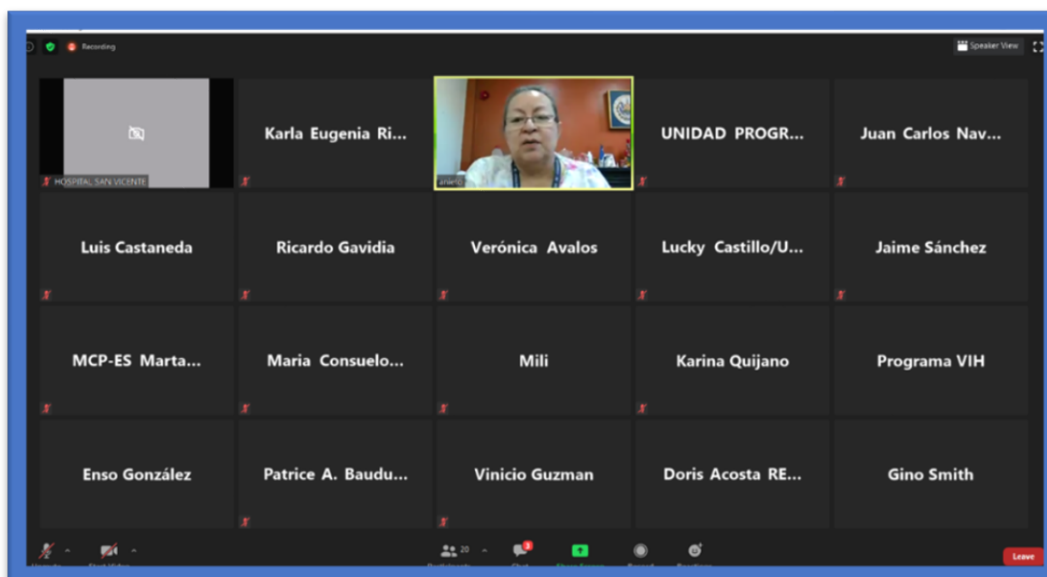 Recording
Speaker View
HOSPITAL SAN VICENTE
Karla Eugenia Ri...
UNIDAD PROGR...
Juan Carlos Nav...
Luis Castaneda
Ricardo Gavidia
Verónica Avalos
Lucky Castillo/U...
Jaime Sánchez
MCP-ES Marta...
Maria Consuelo...
Mili
Karina Quijano
Programa VIH
Enso González
Patrice A. Baudu...
Vinicio Guzman
Doris Acosta RE...
Gino Smith
20
3
Leave